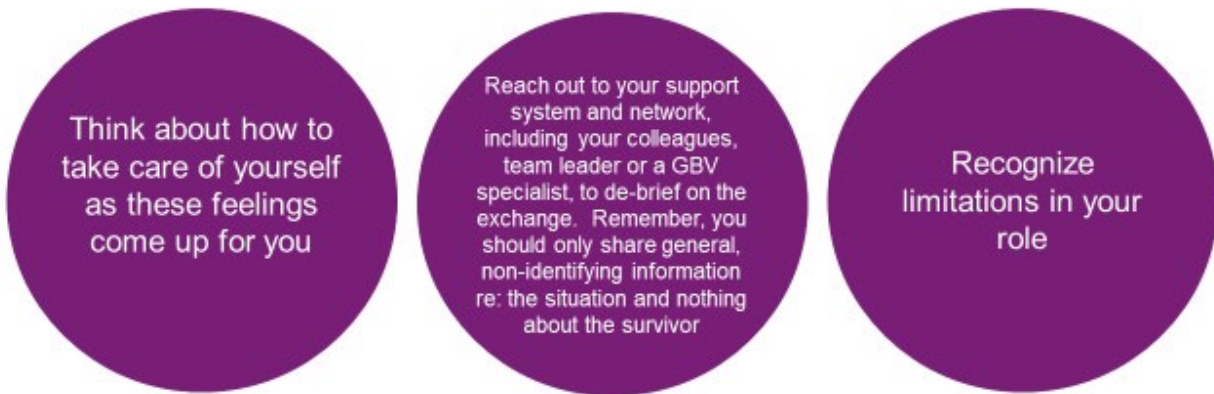 Think about how to
take care of yourself
as these feelings
come up for you
Reach out to your support
system and network,
including your colleagues,
team leader or a GBV
specialist, to de-brief on the
exchange. Remember, you
should only share general,
non-identifying information
re: the situation and nothing
about the survivor
Recognize
limitations in your
role